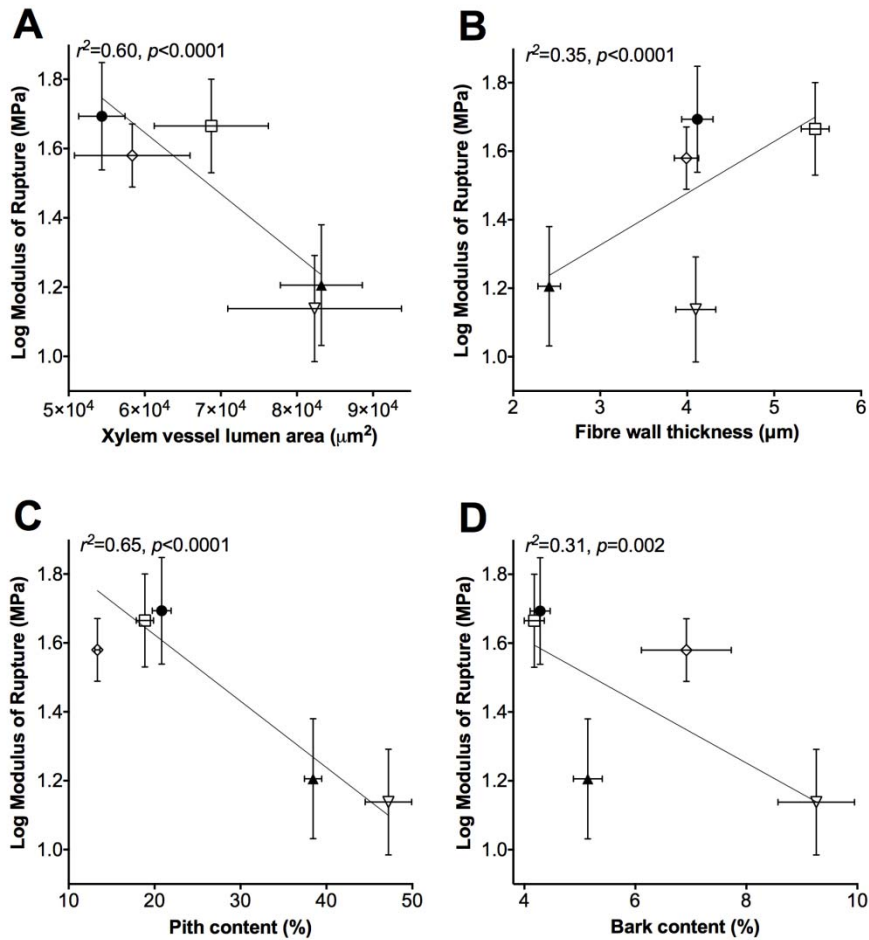 A
r²=0.60, p<0.0001
Log Modulus of Rupture (MPa)
1.8
1.6
1.4
1.2
1.0
5×10⁴
6×10⁴
7×10⁴
8×10⁴
9×10⁴
Xylem vessel lumen area (μm²)
B
r²=0.35, p<0.0001
Log Modulus of Rupture (MPa)
1.8
1.6
1.4
1.2
1.0
2
3
4
5
6
Fibre wall thickness (μm)
C
r²=0.65, p<0.0001
Log Modulus of Rupture (MPa)
1.8
1.6
1.4
1.2
1.0
10
20
30
40
50
Pith content (%)
D
r²=0.31, p=0.002
Log Modulus of Rupture (MPa)
1.8
1.6
1.4
1.2
1.0
4
6
8
10
Bark content (%)